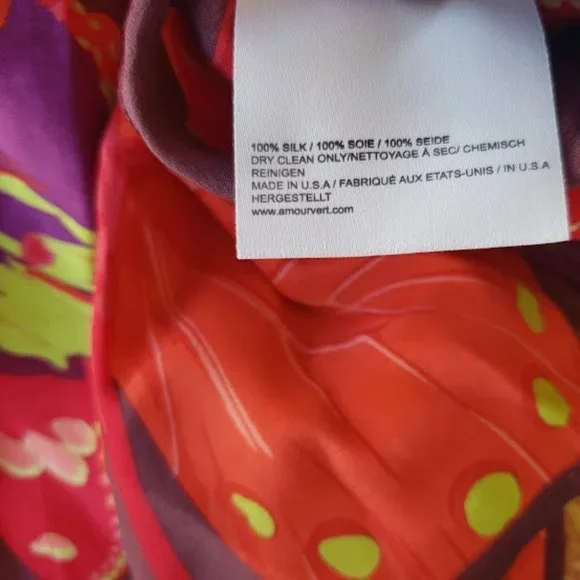 100% SILK / 100% SOIE / 100% SEIDE
DRY CLEAN ONLY/NETTOYAGE À SEC/ CHEMISCH
REINIGEN
MADE IN U.S.A / FABRIQUÉ AUX ETATS-UNIS / IN U.S.A
HERGESTELLT
www.amourvert.com